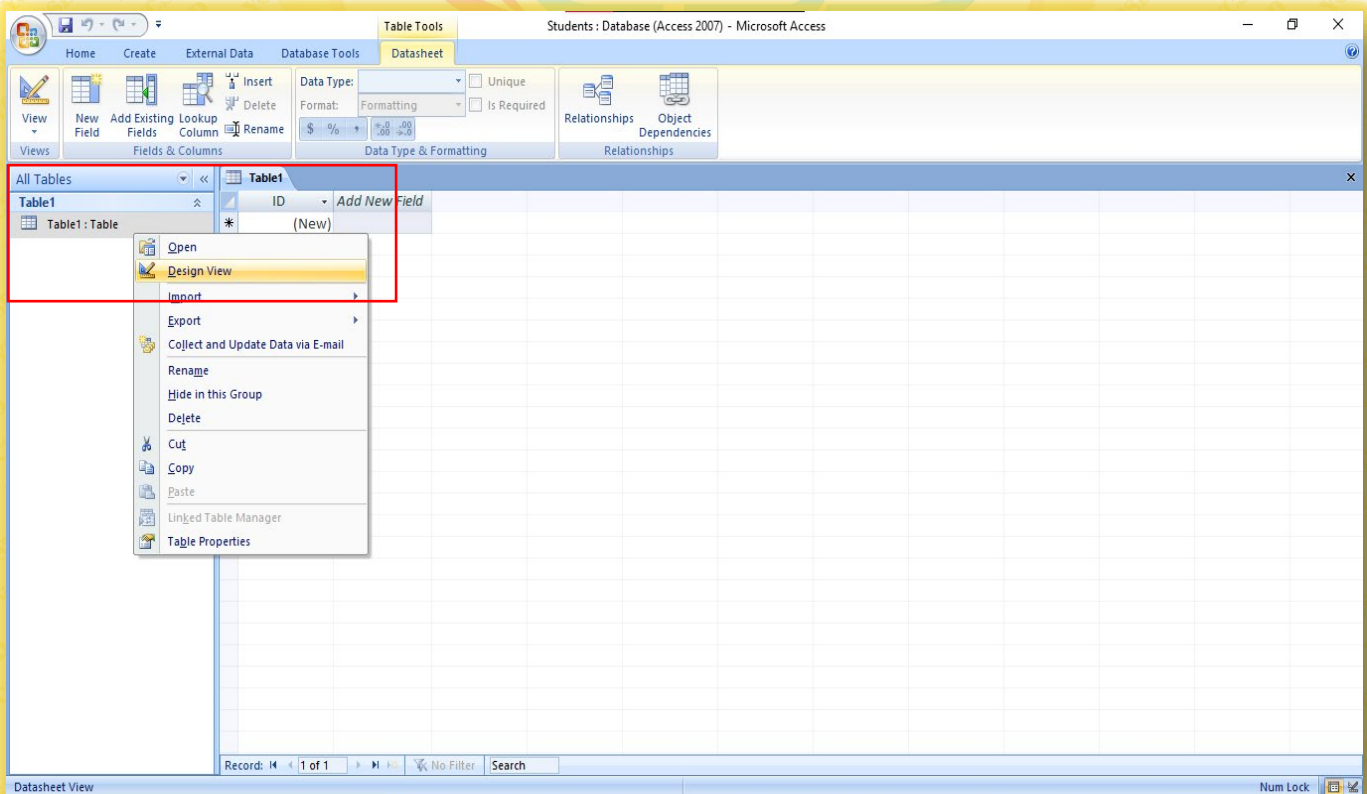 Table Tools
Students : Database (Access 2007) - Microsoft Access
Home Create External Data Database Tools Datasheet
View
New Field
Add Existing Fields
Lookup Column
Insert
Delete
Rename
Data Type:
Format: Formatting
$ % ,
Unique
Is Required
Relationships
Object Dependencies
Views
Fields & Columns
Data Type & Formatting
Relationships
All Tables
Table1
Table1 : Table
Table1
ID Add New Field
(New)
Open
Design View
Import
Export
Collect and Update Data via E-mail
Rename
Hide in this Group
Delete
Cut
Copy
Paste
Linked Table Manager
Table Properties
Record: 1 of 1 No Filter Search
Datasheet View
Num Lock